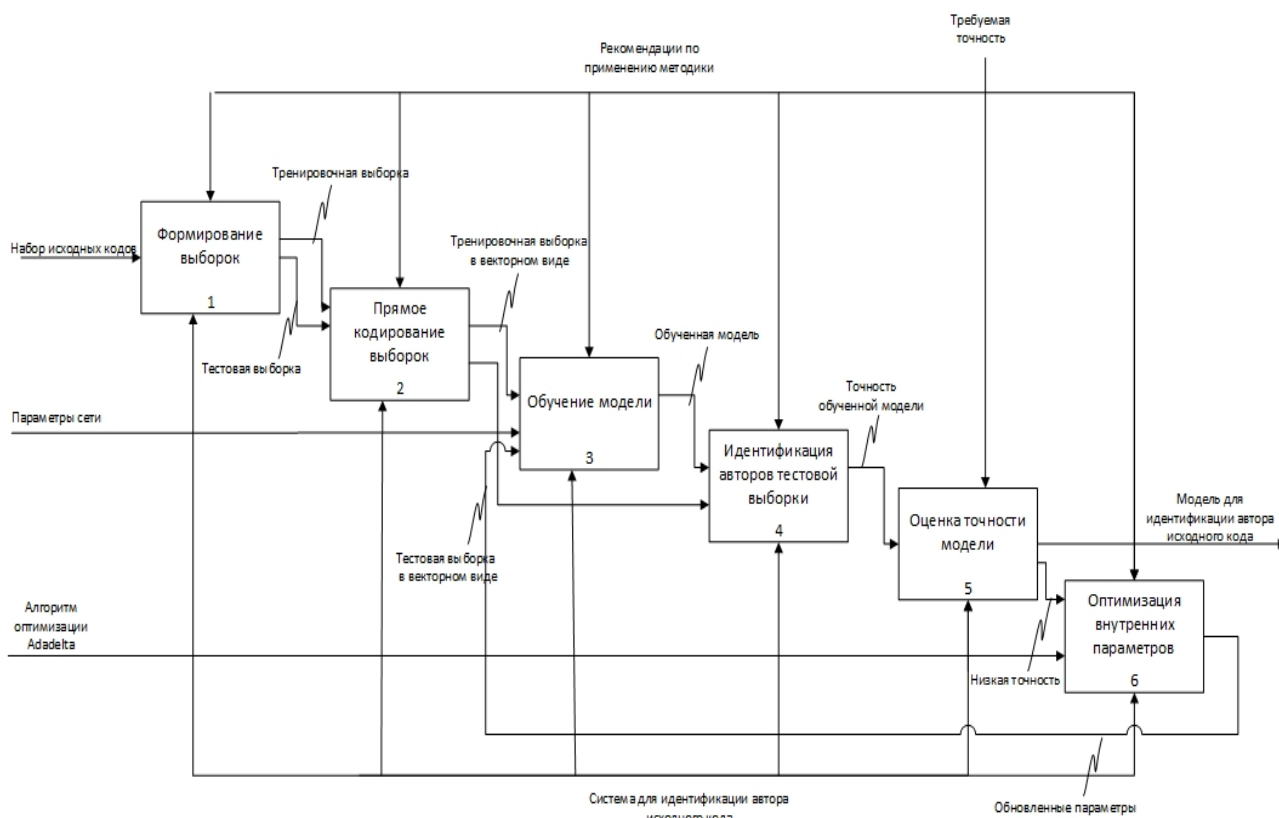 Требуемая
точность
Рекомендации по
применению методики
Тренировочная выборка
Набор исходных кодов
Формирование
выборок
1
Тренировочная выборка
в векторном виде
Прямое
кодирование
выборок
2
Тестовая выборка
Обученная модель
Точность
обученной модели
Параметры сети
Обучение модели
3
Идентификация
авторов тестовой
выборки
4
Модель для
идентификации автора
исходного кода
Оценка точности
модели
5
Тестовая выборка
в векторном виде
Алгоритм
оптимизации
Adadelta
Оптимизация
внутренних
параметров
6
Низкая точность
Система для идентификации автора
исходного кода
Обновленные параметры